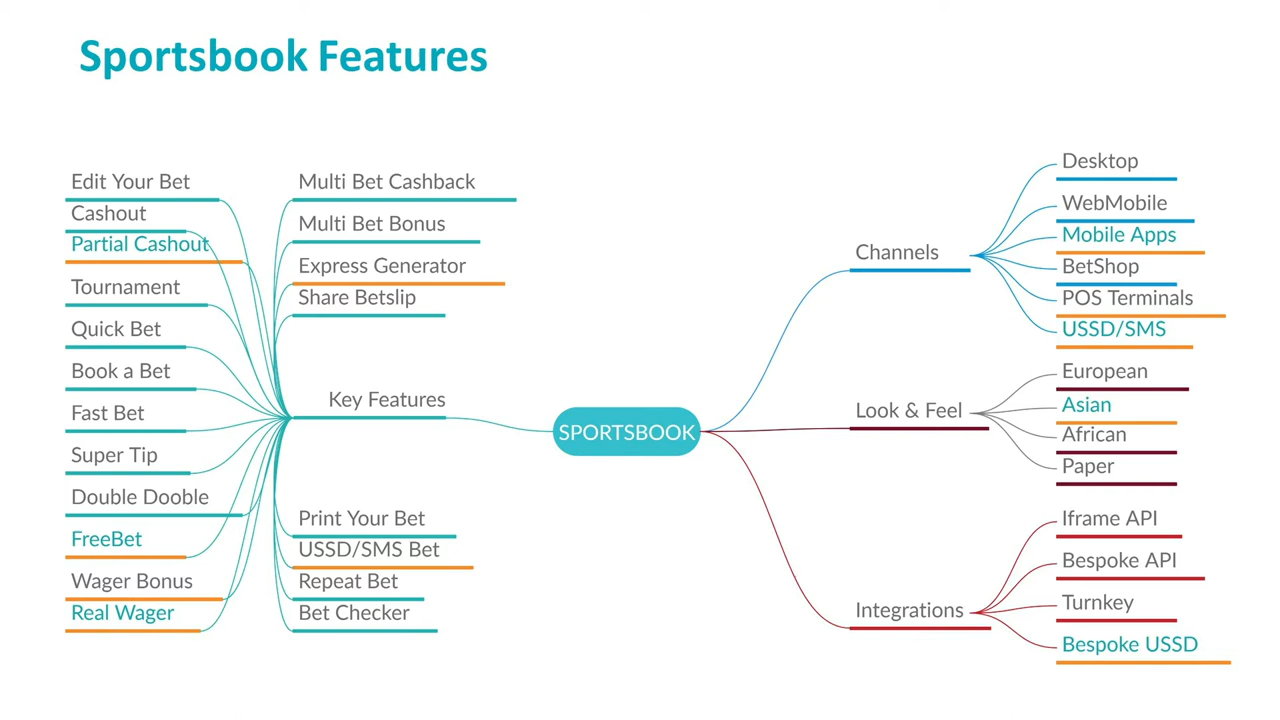 Sportsbook Features
Edit Your Bet
Cashout
Partial Cashout
Tournament
Quick Bet
Book a Bet
Fast Bet
Super Tip
Double Dooble
FreeBet
Wager Bonus
Real Wager
Multi Bet Cashback
Multi Bet Bonus
Express Generator
Share Betslip
Key Features
Print Your Bet
USSD/SMS Bet
Repeat Bet
Bet Checker
SPORTSBOOK
Channels
Desktop
WebMobile
Mobile Apps
BetShop
POS Terminals
USSD/SMS
Look & Feel
European
Asian
African
Paper
Integrations
Iframe API
Bespoke API
Turnkey
Bespoke USSD